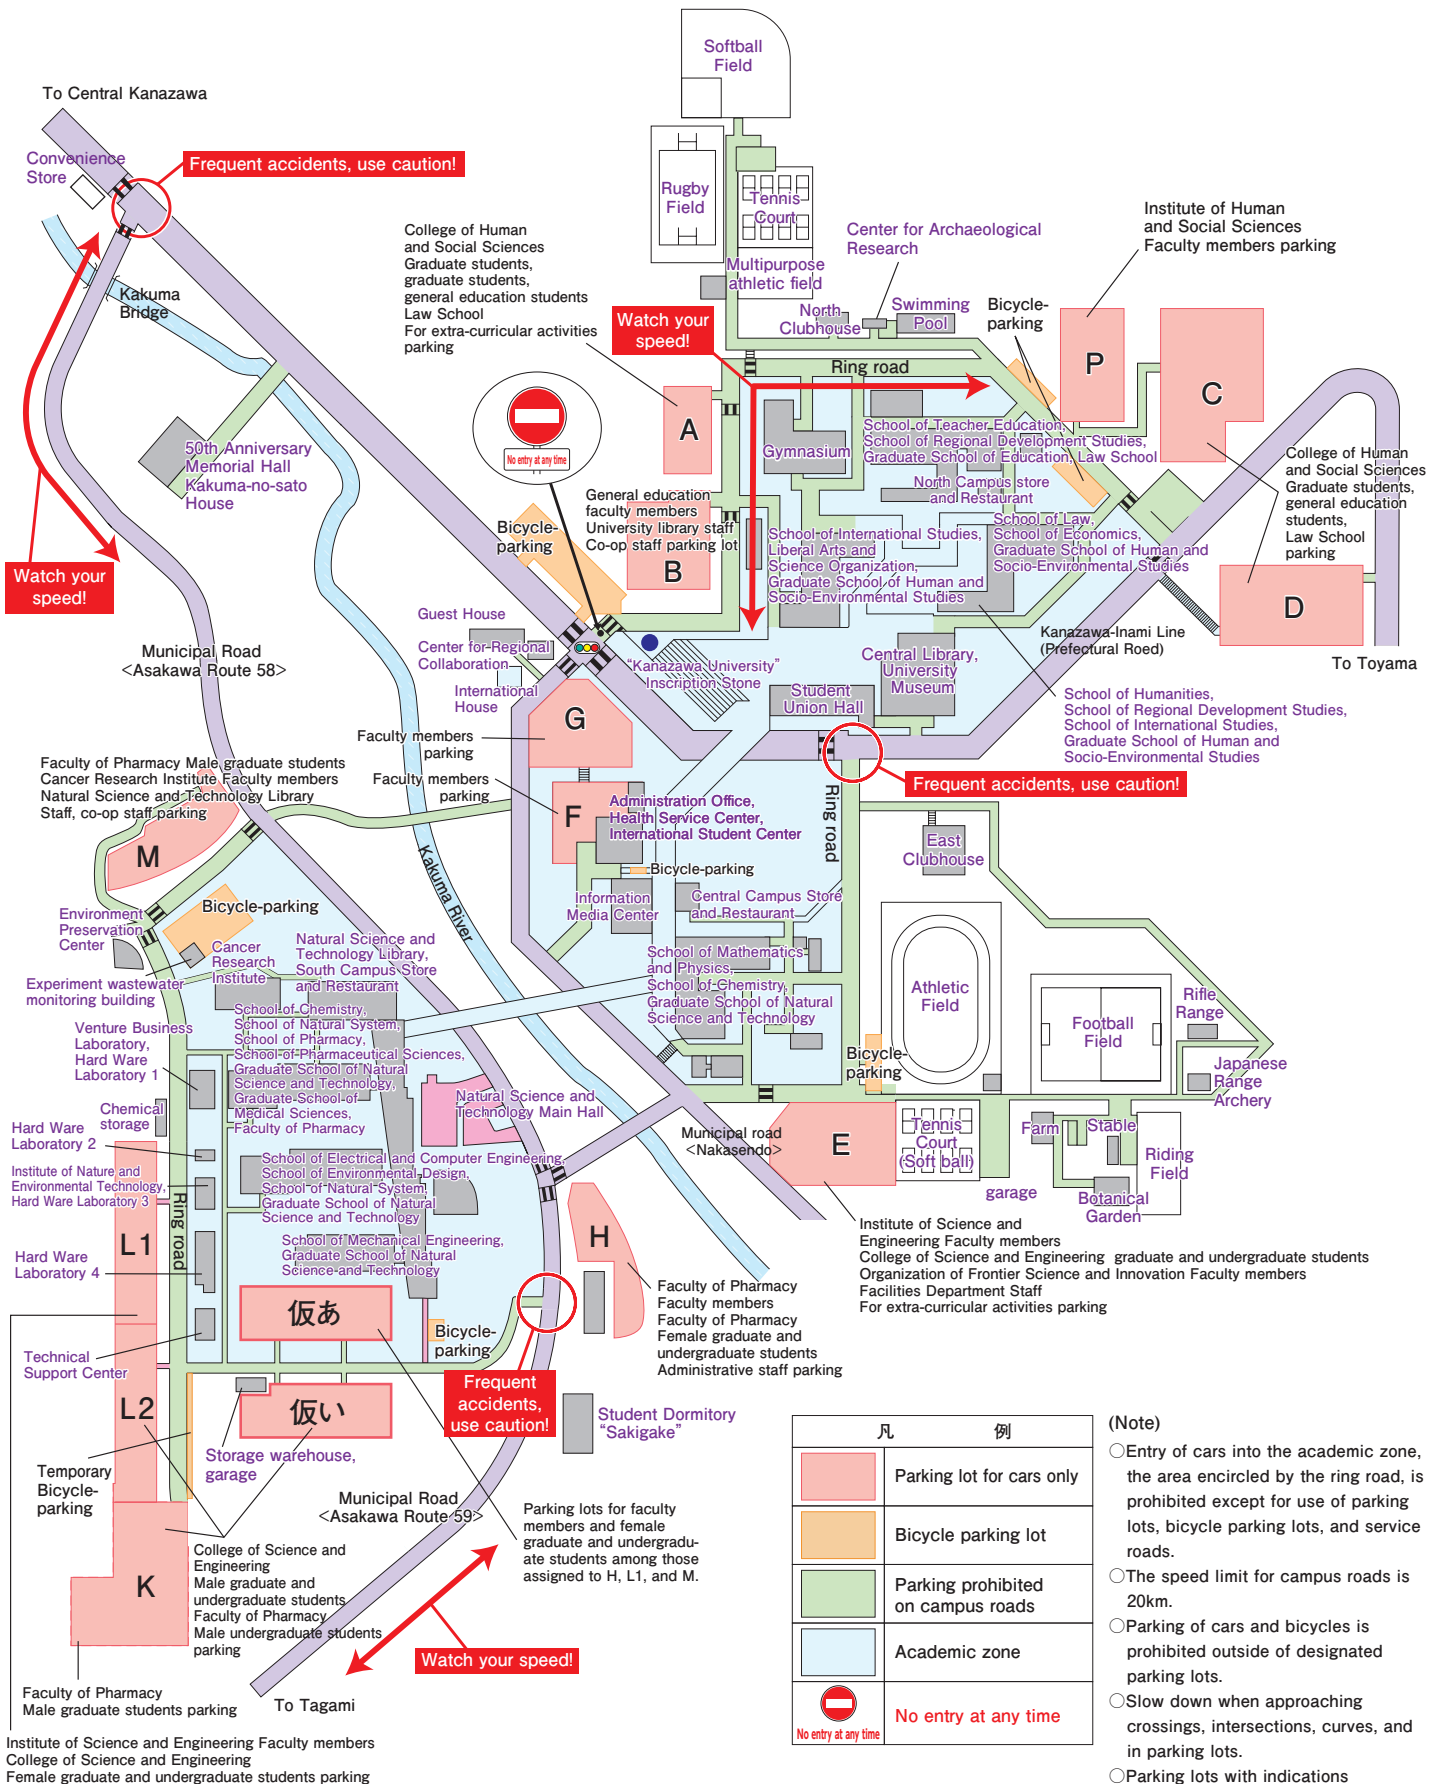 Softball
Field
To Central Kanazawa
Convenience
Store
Frequent accidents, use caution!
Rugby
Field
Tennis
Court
Multipurpose
athletic field
Center for Archaeological
Research
North
Clubhouse
Swimming
Pool
Bicycle-
parking
Institute of Human
and Social Sciences
Faculty members parking
College of Human
and Social Sciences
Graduate students,
graduate students,
general education students
Law School
For extra-curricular activities
parking
Watch your
speed!
Kakuma
Bridge
Ring road
P
C
A
No entry at any time
Gymnasium
School of Teacher Education,
School of Regional Development Studies,
Graduate School of Education, Law School
North Campus store
and Restaurant
50th Anniversary
Memorial Hall
Kakuma-no-sato
House
College of Human
and Social Sciences
Graduate students,
general education
students,
Law School
parking
General education
faculty members
University library staff
Co-op staff parking lot
B
Bicycle-
parking
School of International Studies,
Liberal Arts and
Science Organization,
Graduate School of Human and
Socio-Environmental Studies
School of Law,
School of Economics,
Graduate School of Human and
Socio-Environmental Studies
Watch your
speed!
D
Guest House
Center for Regional
Collaboration
International
House
"Kanazawa University"
Inscription Stone
Central Library,
University
Museum
Kanazawa-Inami Line
(Prefectural Roed)
To Toyama
Municipal Road
<Asakawa Route 58>
Student
Union Hall
School of Humanities,
School of Regional Development Studies,
School of International Studies,
Graduate School of Human and
Socio-Environmental Studies
G
Faculty members
parking
Faculty members
parking
Frequent accidents, use caution!
Faculty of Pharmacy Male graduate students
Cancer Research Institute Faculty members
Natural Science and Technology Library
Staff, co-op staff parking
M
F
Administration Office,
Health Service Center,
International Student Center
Ring road
East
Clubhouse
Kakuma River
Bicycle-parking
Information
Media Center
Central Campus Store
and Restaurant
Bicycle-parking
Environment
Preservation
Center
Cancer
Research
Institute
Experiment wastewater
monitoring building
Natural Science and
Technology Library,
South Campus Store
and Restaurant
School of Mathematics
and Physics,
School of Chemistry,
Graduate School of Natural
Science and Technology
Athletic
Field
Football
Field
Rifle
Range
Japanese
Range
Archery
Bicycle-
parking
Venture Business
Laboratory,
Hard Ware
Laboratory 1
School of Chemistry,
School of Natural System,
School of Pharmacy,
School of Pharmaceutical Sciences,
Graduate School of Natural
Science and Technology,
Graduate School of
Medical Sciences,
Faculty of Pharmacy
Natural Science and
Technology Main Hall
Chemical
storage
Hard Ware
Laboratory 2
Institute of Nature and
Environmental Technology,
Hard Ware Laboratory 3
Municipal road
<Nakasendo>
E
Tennis
Court
(Soft ball)
garage
Farm
Stable
Riding
Field
Botanical
Garden
School of Electrical and Computer Engineering,
School of Environmental Design,
School of Natural System,
Graduate School of Natural
Science and Technology
Ring road
L1
H
School of Mechanical Engineering,
Graduate School of Natural
Science and Technology
Hard Ware
Laboratory 4
Institute of Science and
Engineering Faculty members
College of Science and Engineering graduate and undergraduate students
Organization of Frontier Science and Innovation Faculty members
Facilities Department Staff
For extra-curricular activities parking
Faculty of Pharmacy
Faculty members
Faculty of Pharmacy
Female graduate and
undergraduate students
Administrative staff parking
仮あ
Bicycle-
parking
Technical
Support Center
Frequent
accidents,
use caution!
L2
仮い
Storage warehouse,
garage
Student Dormitory
"Sakigake"
Temporary
Bicycle-
parking
Municipal Road
<Asakawa Route 59>
Parking lots for faculty
members and female
graduate and undergradu-
ate students among those
assigned to H, L1, and M.
K
College of Science and
Engineering
Male graduate and
undergraduate students
Faculty of Pharmacy
Male undergraduate students
parking
Watch your speed!
To Tagami
Faculty of Pharmacy
Male graduate students parking
Institute of Science and Engineering Faculty members
College of Science and Engineering
Female graduate and undergraduate students parking
凡 例
Parking lot for cars only
Bicycle parking lot
Parking prohibited
on campus roads
Academic zone
No entry at any time
No entry at any time
(Note)
○Entry of cars into the academic zone,
the area encircled by the ring road, is
prohibited except for use of parking
lots, bicycle parking lots, and service
roads.
○The speed limit for campus roads is
20km.
○Parking of cars and bicycles is
prohibited outside of designated
parking lots.
○Slow down when approaching
crossings, intersections, curves, and
in parking lots.
○Parking lots with indications